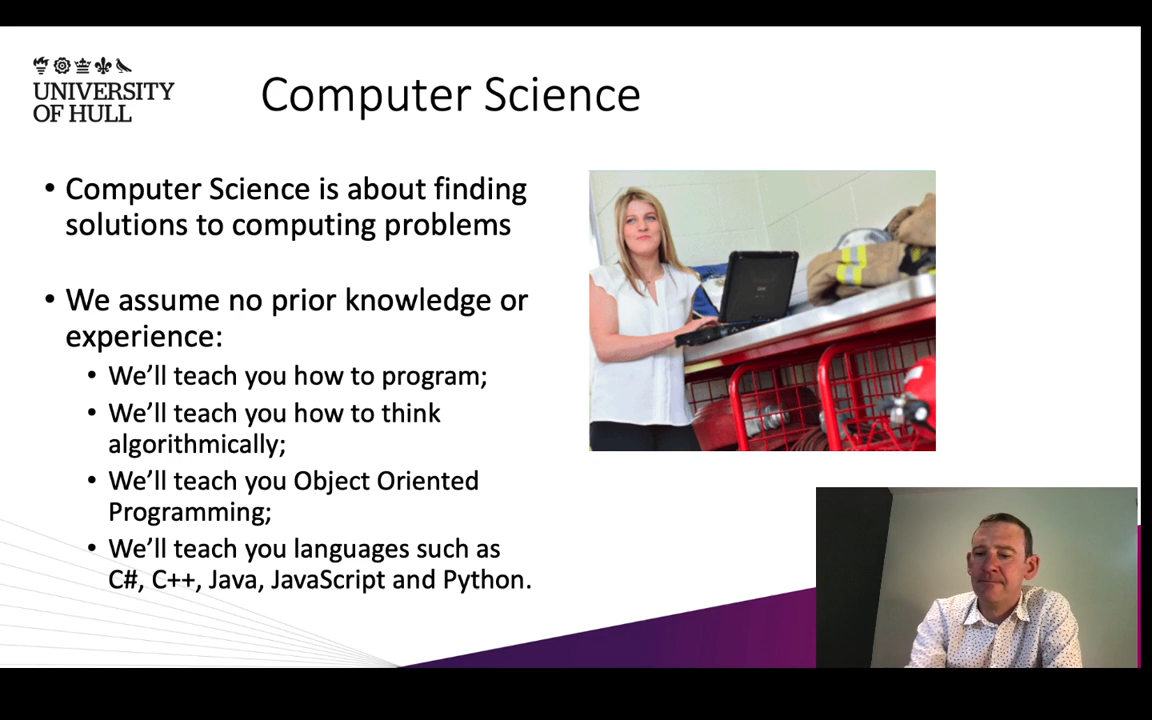 UNIVERSITY
OF HULL
Computer Science
• Computer Science is about finding
solutions to computing problems
• We assume no prior knowledge or
experience:
• We’ll teach you how to program;
• We’ll teach you how to think
algorithmically;
• We’ll teach you Object Oriented
Programming;
• We’ll teach you languages such as
C#, C++, Java, JavaScript and Python.